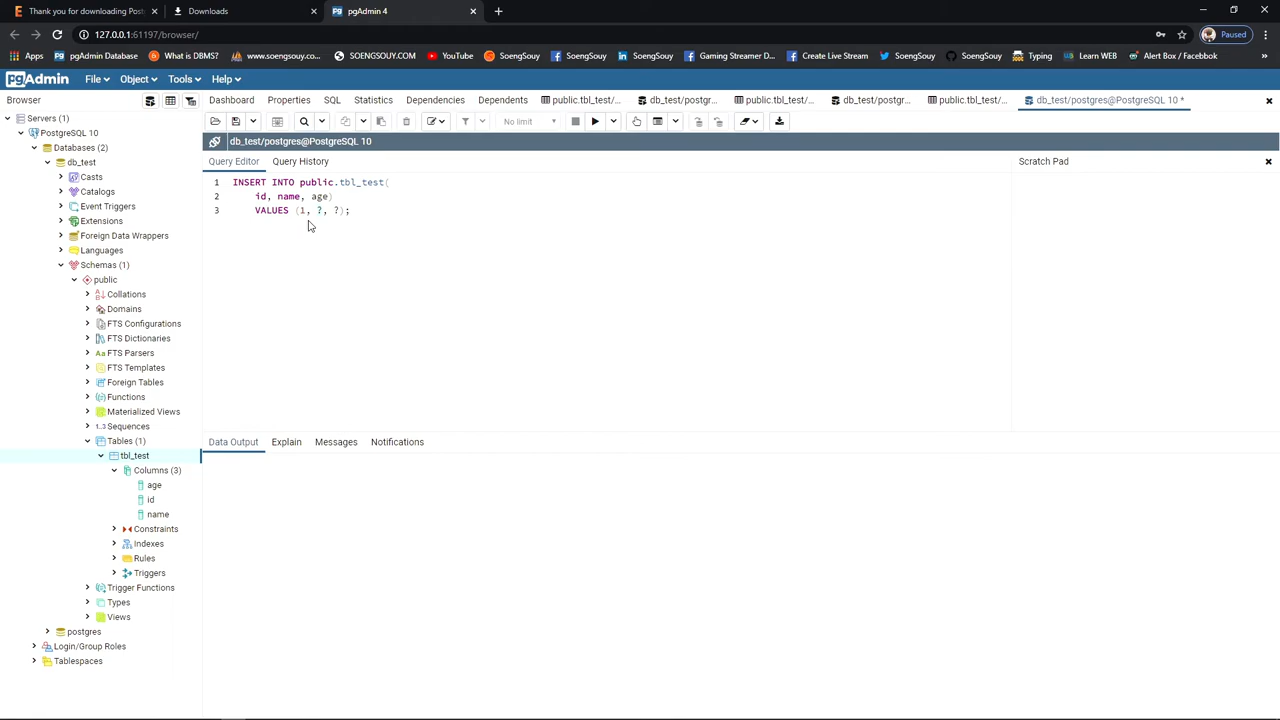 Thank you for downloading Postg
Downloads
pgAdmin 4
127.0.0.1:61197/browser/
Paused
Apps
pgAdmin Database
What is DBMS?
www.soengsouy.com...
SOENGSOUY.COM
YouTube
SoengSouy
SoengSouy
SoengSouy
Gaming Streamer D...
Create Live Stream
SoengSouy
SoengSouy
Typing
Learn WEB
Alert Box / Facebbok
pgAdmin
File
Object
Tools
Help
Browser
Dashboard
Properties
SQL
Statistics
Dependencies
Dependents
public.tbl_test/...
db_test/postgr...
public.tbl_test/...
db_test/postgr...
public.tbl_test/...
db_test/postgres@PostgreSQL 10 *
No limit
db_test/postgres@PostgreSQL 10
Query Editor
Query History
Scratch Pad
1 INSERT INTO public.tbl_test(
2 id, name, age)
3 VALUES (1, ?, ?);
Data Output
Explain
Messages
Notifications
Servers (1)
PostgreSQL 10
Databases (2)
db_test
Casts
Catalogs
Event Triggers
Extensions
Foreign Data Wrappers
Languages
Schemas (1)
public
Collations
Domains
FTS Configurations
FTS Dictionaries
FTS Parsers
FTS Templates
Foreign Tables
Functions
Materialized Views
Sequences
Tables (1)
tbl_test
Columns (3)
age
id
name
Constraints
Indexes
Rules
Triggers
Trigger Functions
Types
Views
postgres
Login/Group Roles
Tablespaces